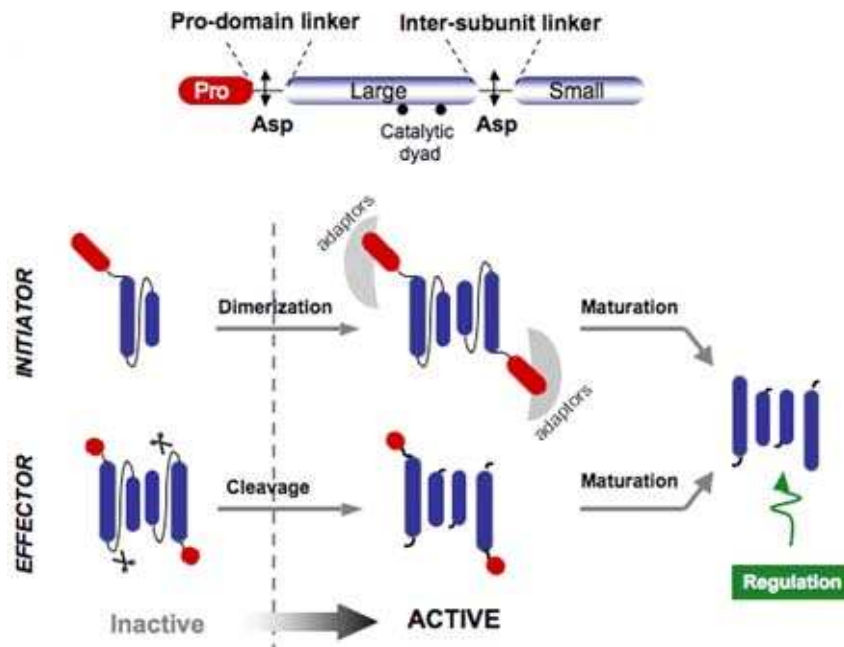 Pro-domain linker
Inter-subunit linker
Pro
Large
Small
Asp
Catalytic
dyad
Asp
INITIATOR
adaptors
Dimerization
Maturation
adaptors
EFFECTOR
Cleavage
Maturation
Regulation
Inactive
ACTIVE